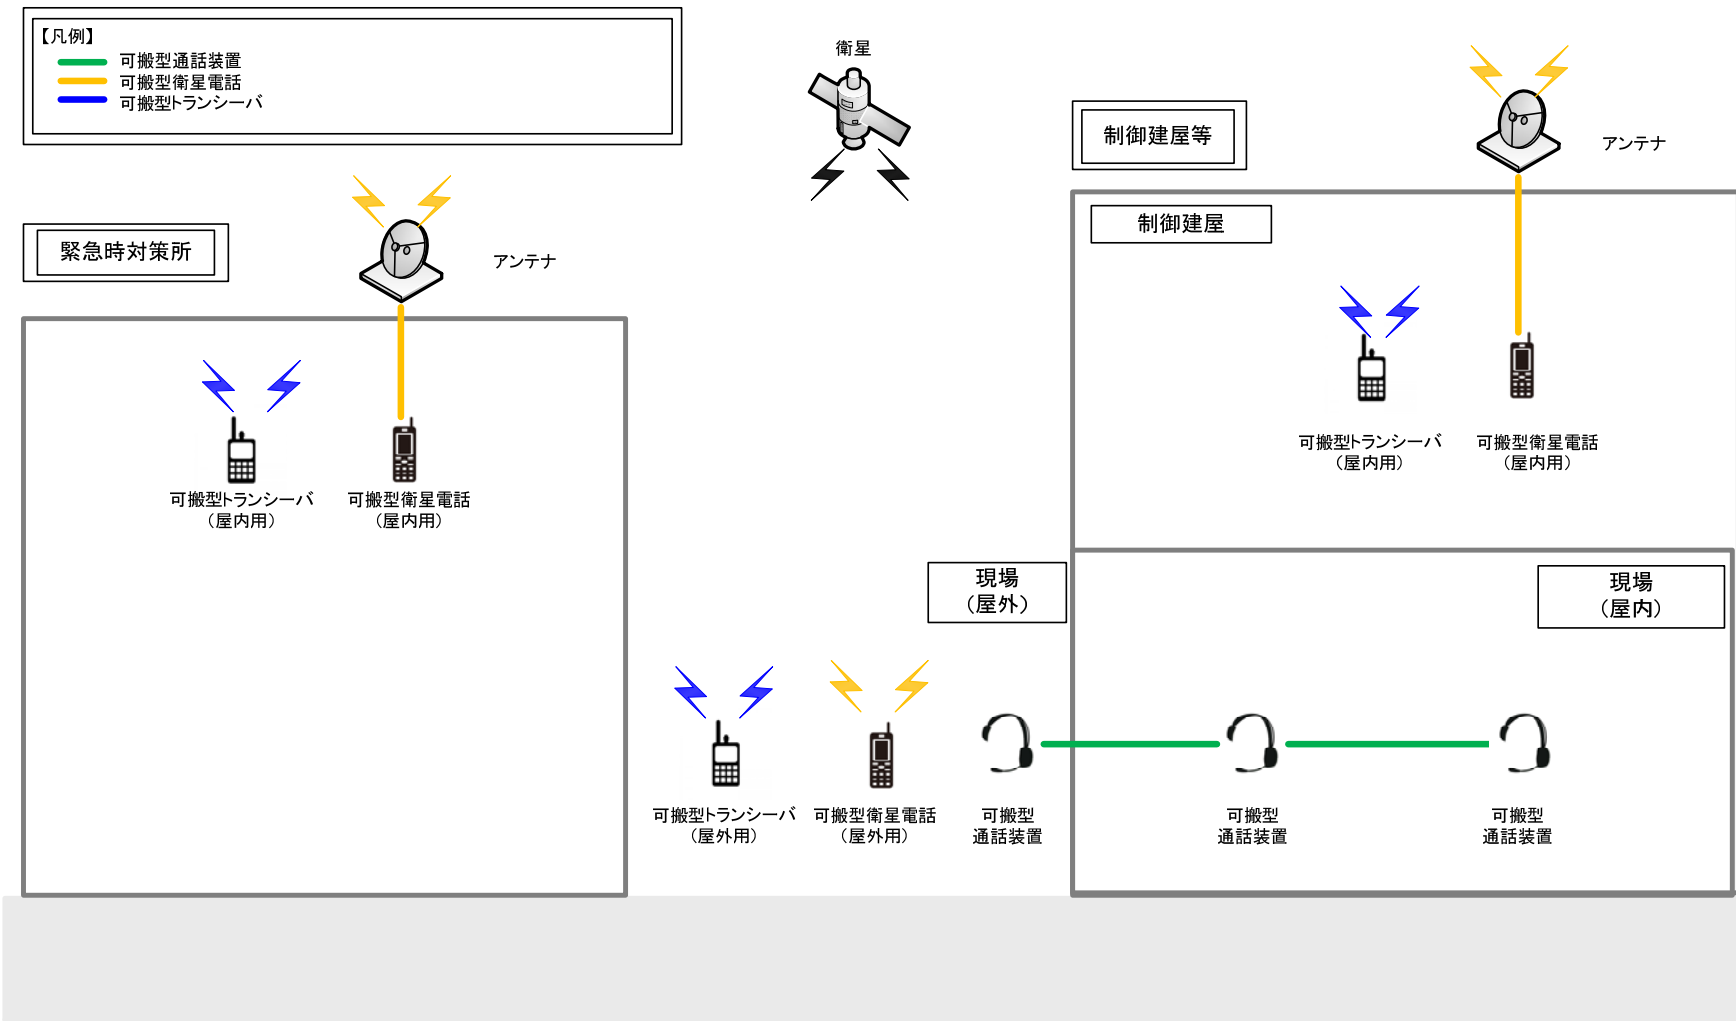 【凡例】
可搬型通話装置
可搬型衛星電話
可搬型トランシーバ
衛星
制御建屋等
アンテナ
制御建屋
緊急時対策所
アンテナ
可搬型トランシーバ
（屋内用）
可搬型衛星電話
（屋内用）
可搬型トランシーバ
（屋内用）
可搬型衛星電話
（屋内用）
現場
（屋外）
現場
（屋内）
可搬型トランシーバ
（屋外用）
可搬型衛星電話
（屋外用）
可搬型
通話装置
可搬型
通話装置
可搬型
通話装置